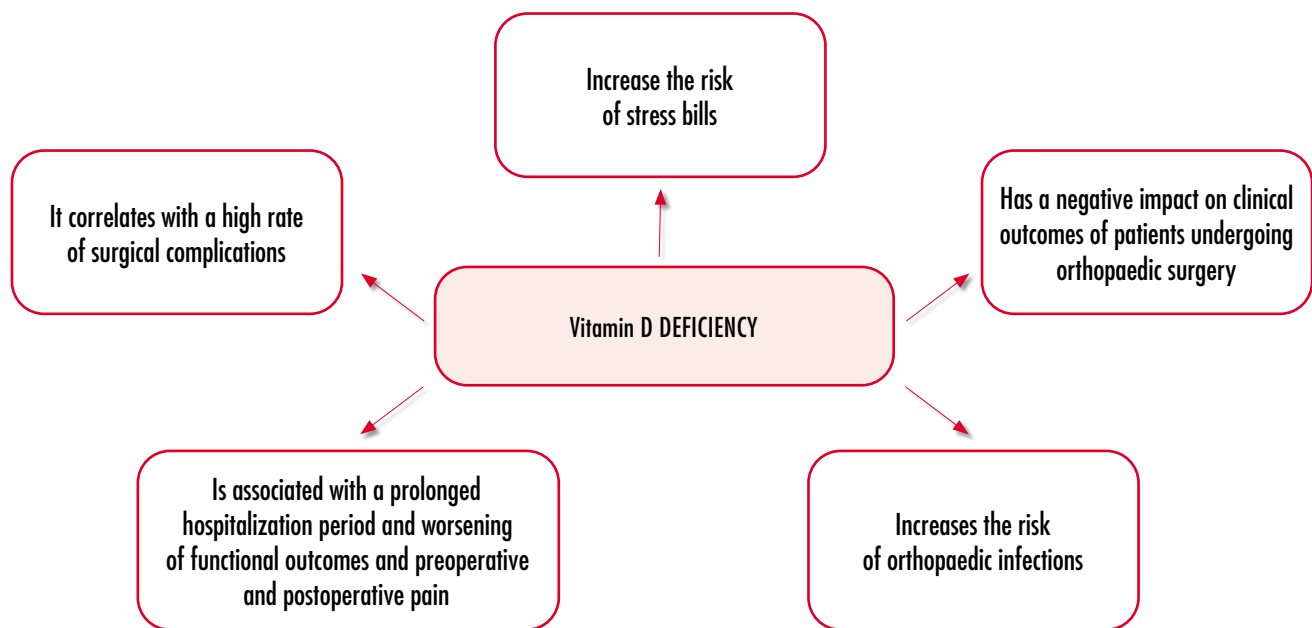 Increase the risk
of stress bills
It correlates with a high rate
of surgical complications
Has a negative impact on clinical
outcomes of patients undergoing
orthopaedic surgery
Vitamin D DEFICIENCY
Is associated with a prolonged
hospitalization period and worsening
of functional outcomes and preoperative
and postoperative pain
Increases the risk
of orthopaedic infections